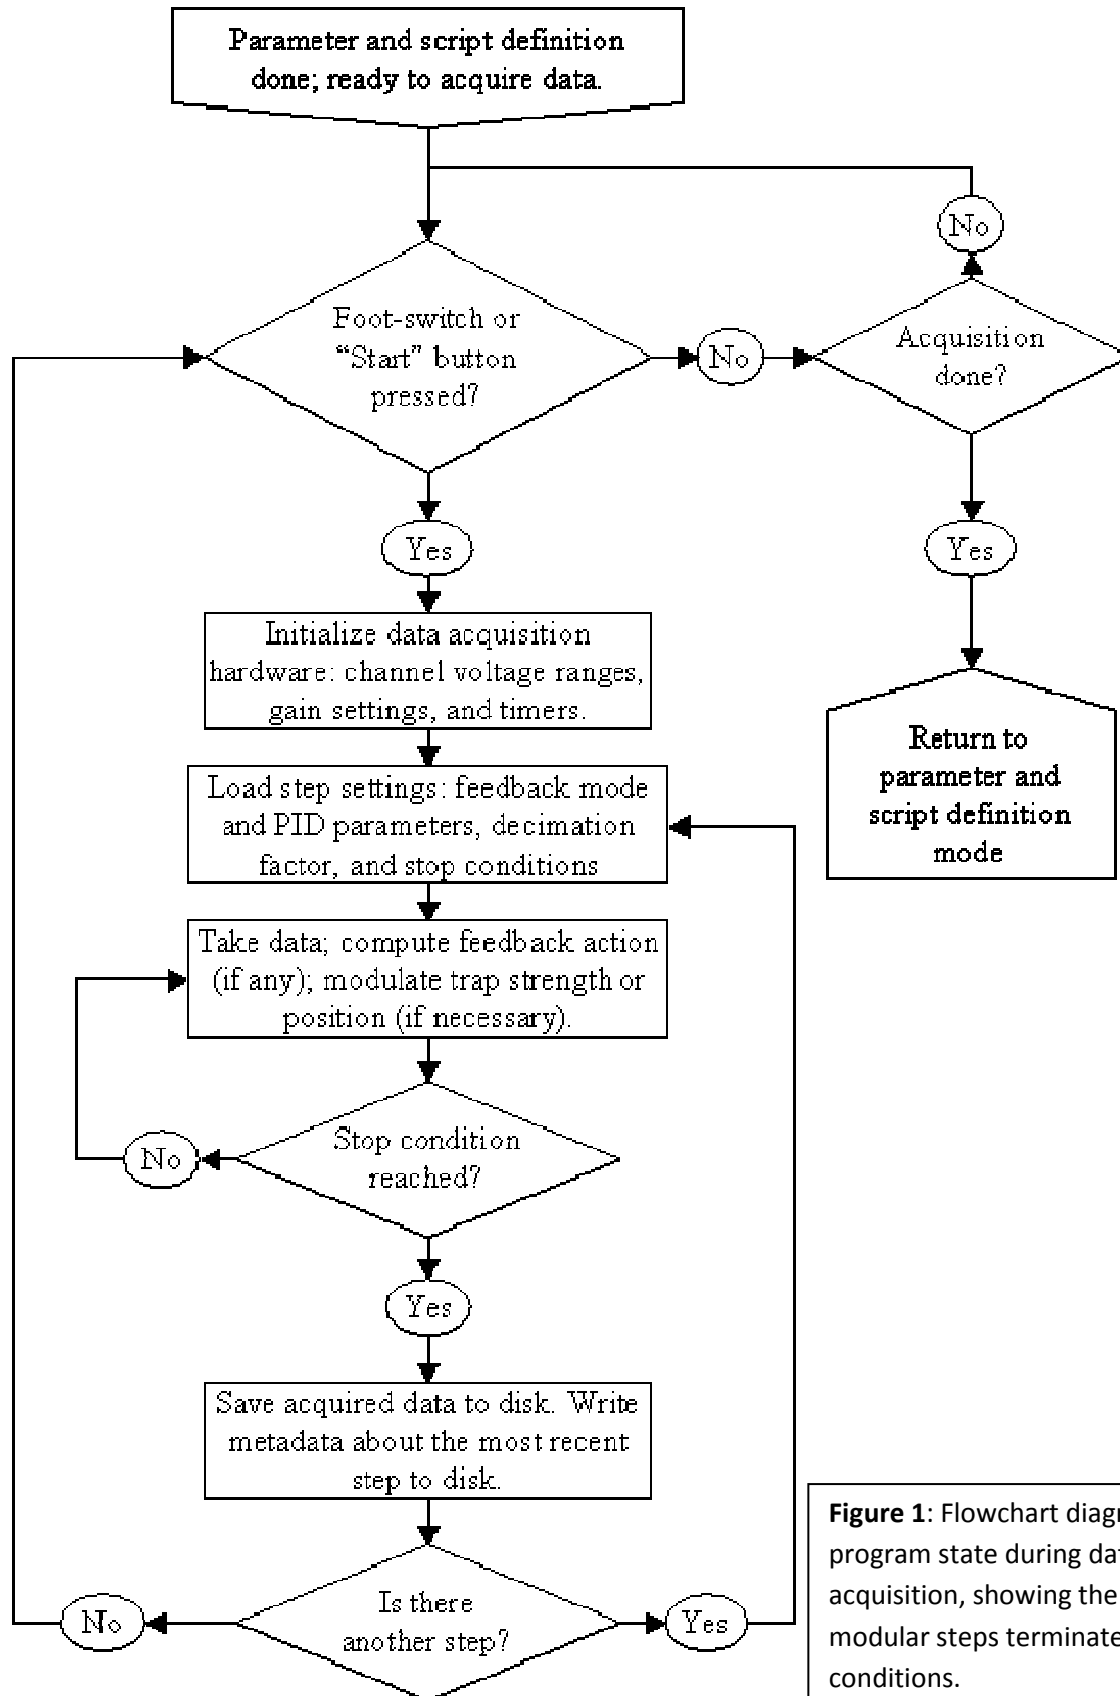 Parameter and script definition
done; ready to acquire data.
No
Foot-switch or
“Start” button
pressed?
No
Acquisition
done?
Yes
Yes
Initialize data acquisition
hardware: channel voltage ranges,
gain settings, and timers.
Return to
parameter and
script definition
mode
Load step settings: feedback mode
and PID parameters, decimation
factor, and stop conditions
Take data; compute feedback action
(if any); modulate trap strength or
position (if necessary).
Stop condition
reached?
No
Yes
Save acquired data to disk. Write
metadata about the most recent
step to disk.
Is there
another step?
No
Yes
Figure 1: Flowchart
program state during
acquisition, showing the
modular steps terminate
conditions.